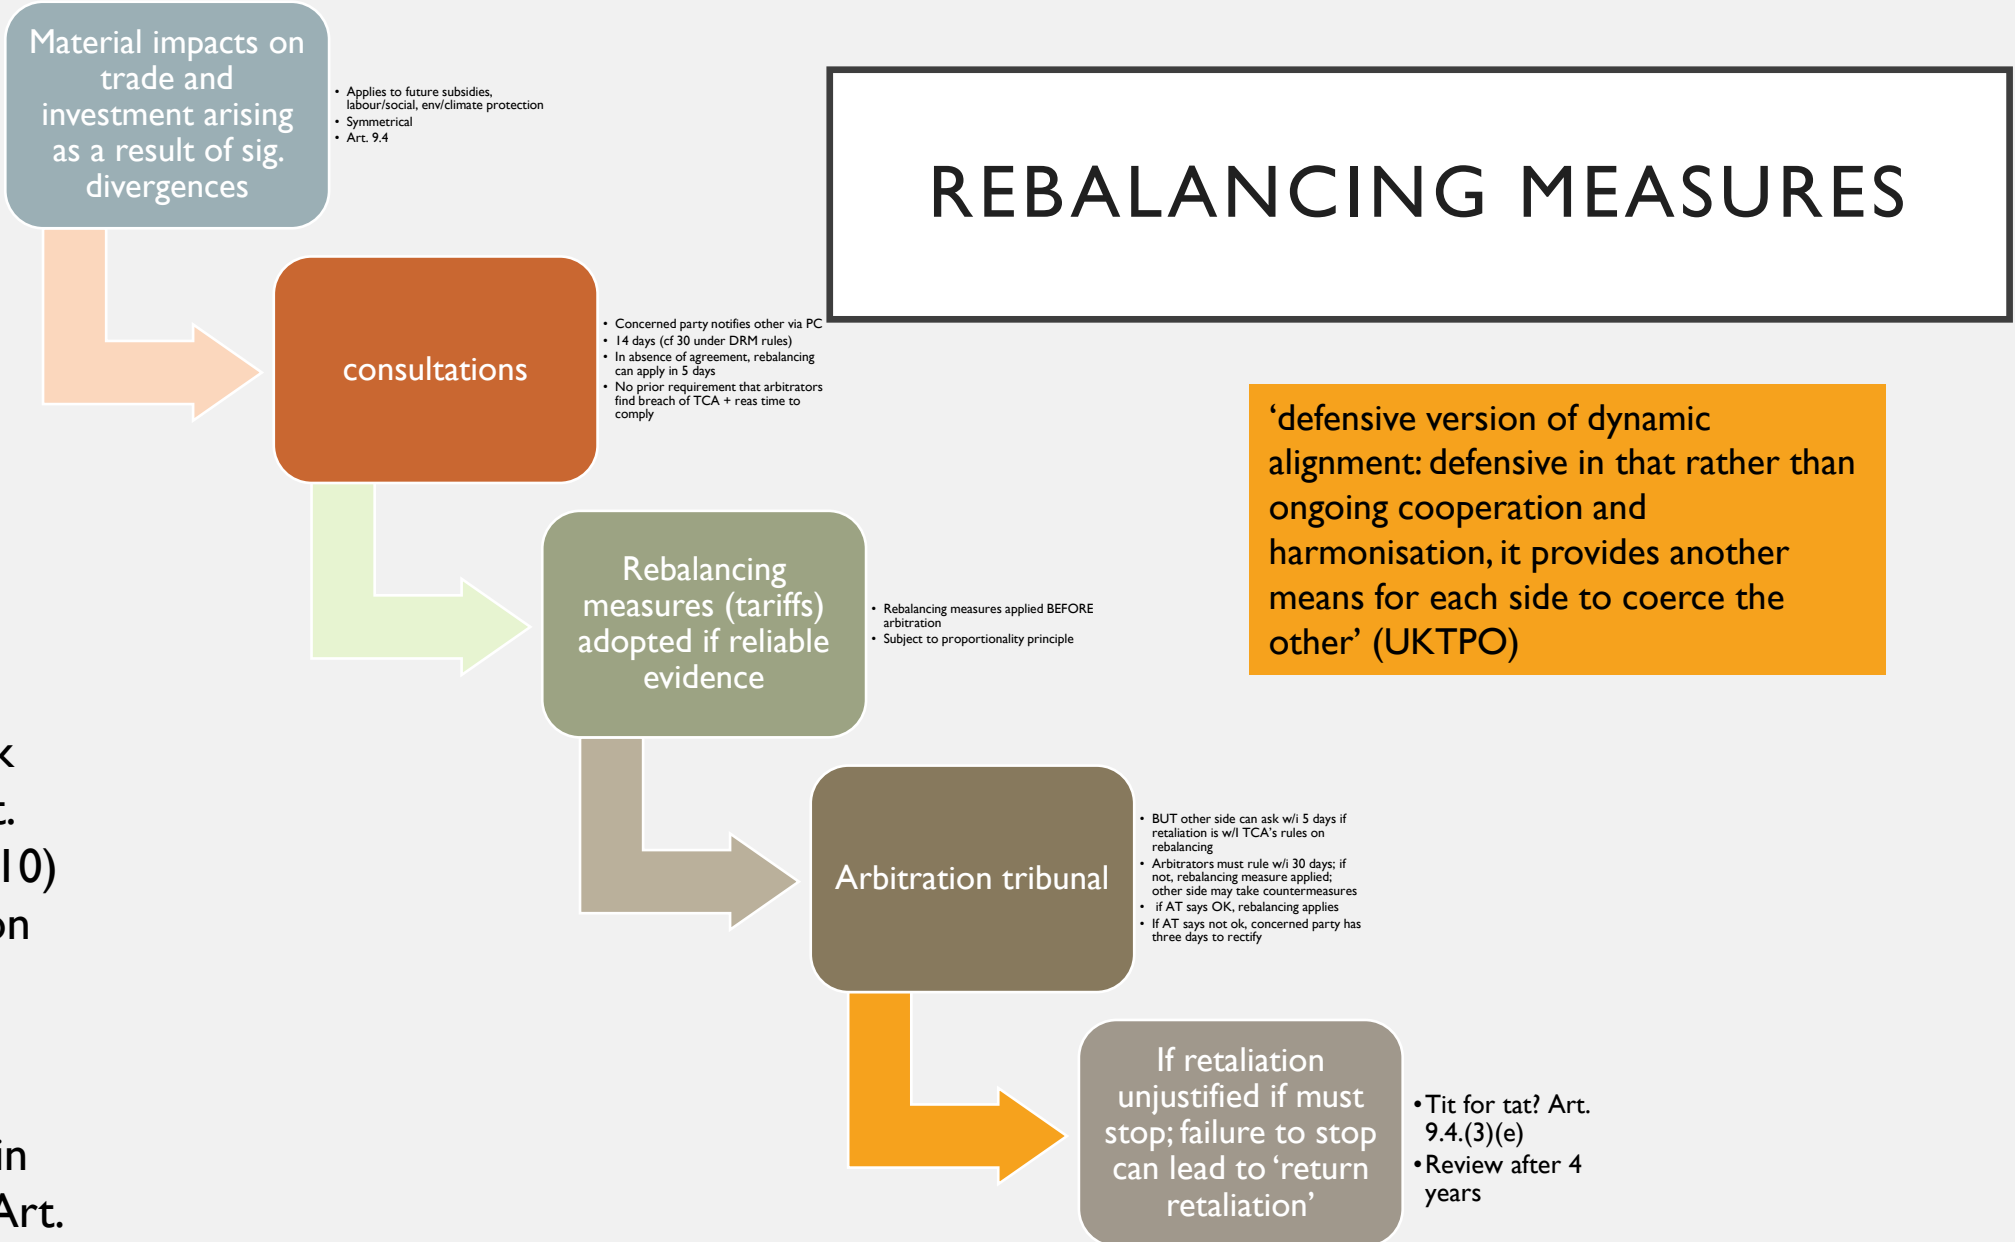 Material impacts on
trade and
investment arising
as a result of sig.
divergences
• Applies to future subsidies,
labour/social, env/climate protection
• Symmetrical
• Art. 9.4
REBALANCING MEASURES
consultations
• Concerned party notifies other via PC
• 14 days (cf 30 under DRM rules)
• In absence of agreement, rebalancing
can apply in 5 days
• No prior requirement that arbitrators
find breach of TCA + reas time to
comply
‘defensive version of dynamic
alignment: defensive in that rather than
ongoing cooperation and
harmonisation, it provides another
means for each side to coerce the
other’ (UKTPO)
Rebalancing
measures (tariffs)
adopted if reliable
evidence
• Rebalancing measures applied BEFORE
arbitration
• Subject to proportionality principle
Arbitration tribunal
• BUT other side can ask w/i 5 days if
retaliation is w/I TCA’s rules on
rebalancing
• Arbitrators must rule w/i 30 days; if
not, rebalancing measure applied;
other side may take countermeasures
• if AT says OK, rebalancing applies
• If AT says not ok, concerned party has
three days to rectify
If retaliation
unjustified if must
stop; failure to stop
can lead to ‘return
retaliation’
•Tit for tat? Art.
9.4.(3)(e)
•Review after 4
years
10)
on
in
Art.